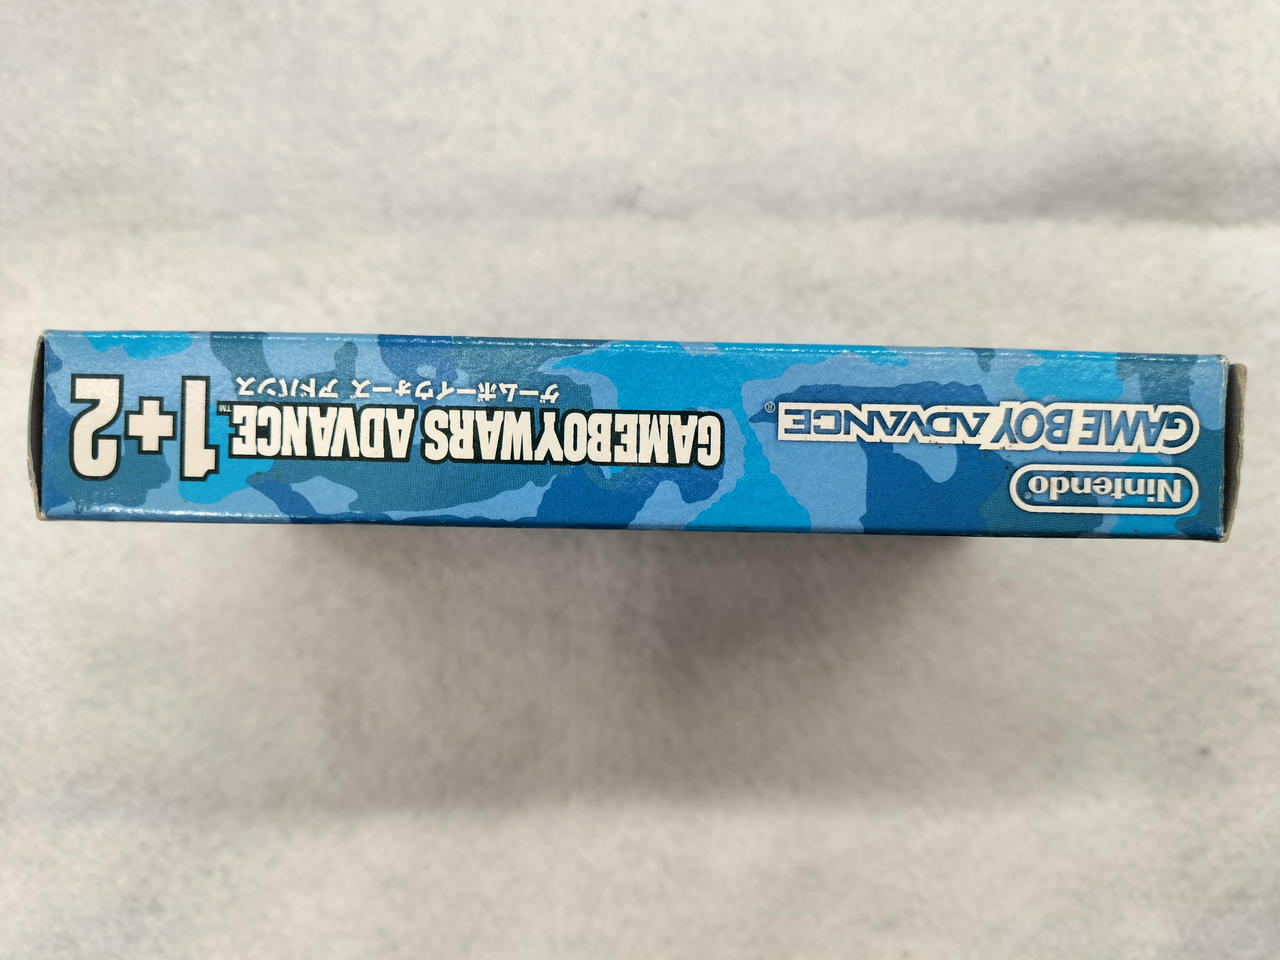 Nintendo®
GAME BOY ADVANCE®
GAMEBOYWARS ADVANCE™ 1+2
ゲームボーイウォーズ アドバンス